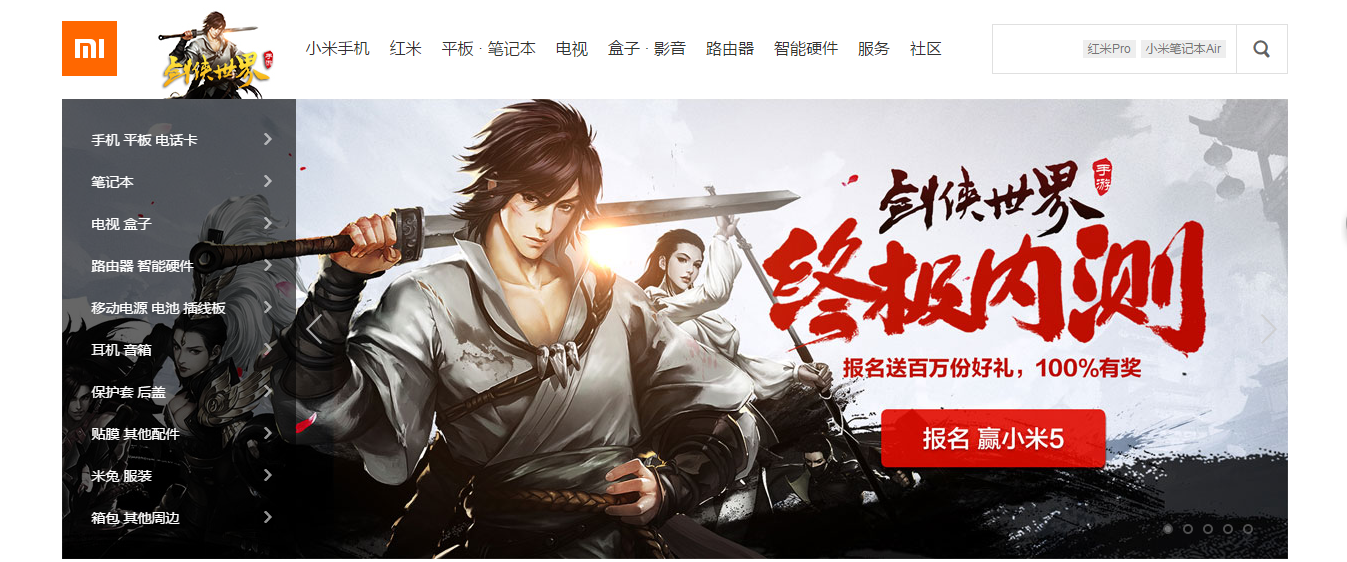 剑侠世界
手游
小米手机 红米 平板 · 笔记本 电视 盒子 · 影音 路由器 智能硬件 服务 社区
红米Pro 小米笔记本Air
手机 平板 电话卡
笔记本
电视 盒子
路由器 智能硬件
移动电源 电池 插线板
耳机 音箱
保护套 后盖
贴膜 其他配件
米兔 服装
箱包 其他周边
剑侠世界
手游
终极内测
报名送百万份好礼，100%有奖
报名 赢小米5